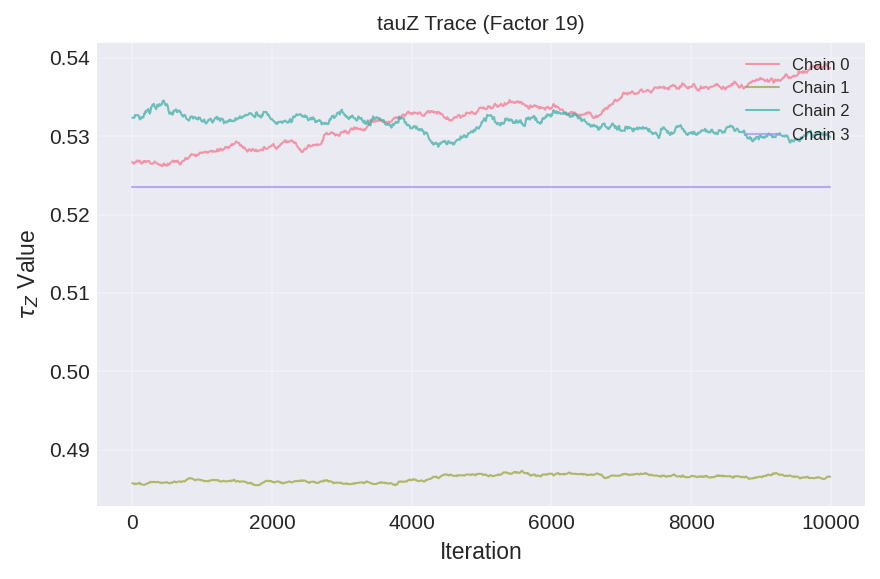 tauZ Trace (Factor 19)
0.54
0.53
0.52
0.51
0.50
0.49
τZ Value
Chain 0
Chain 1
Chain 2
Chain 3
0 2000 4000 6000 8000 10000
Iteration